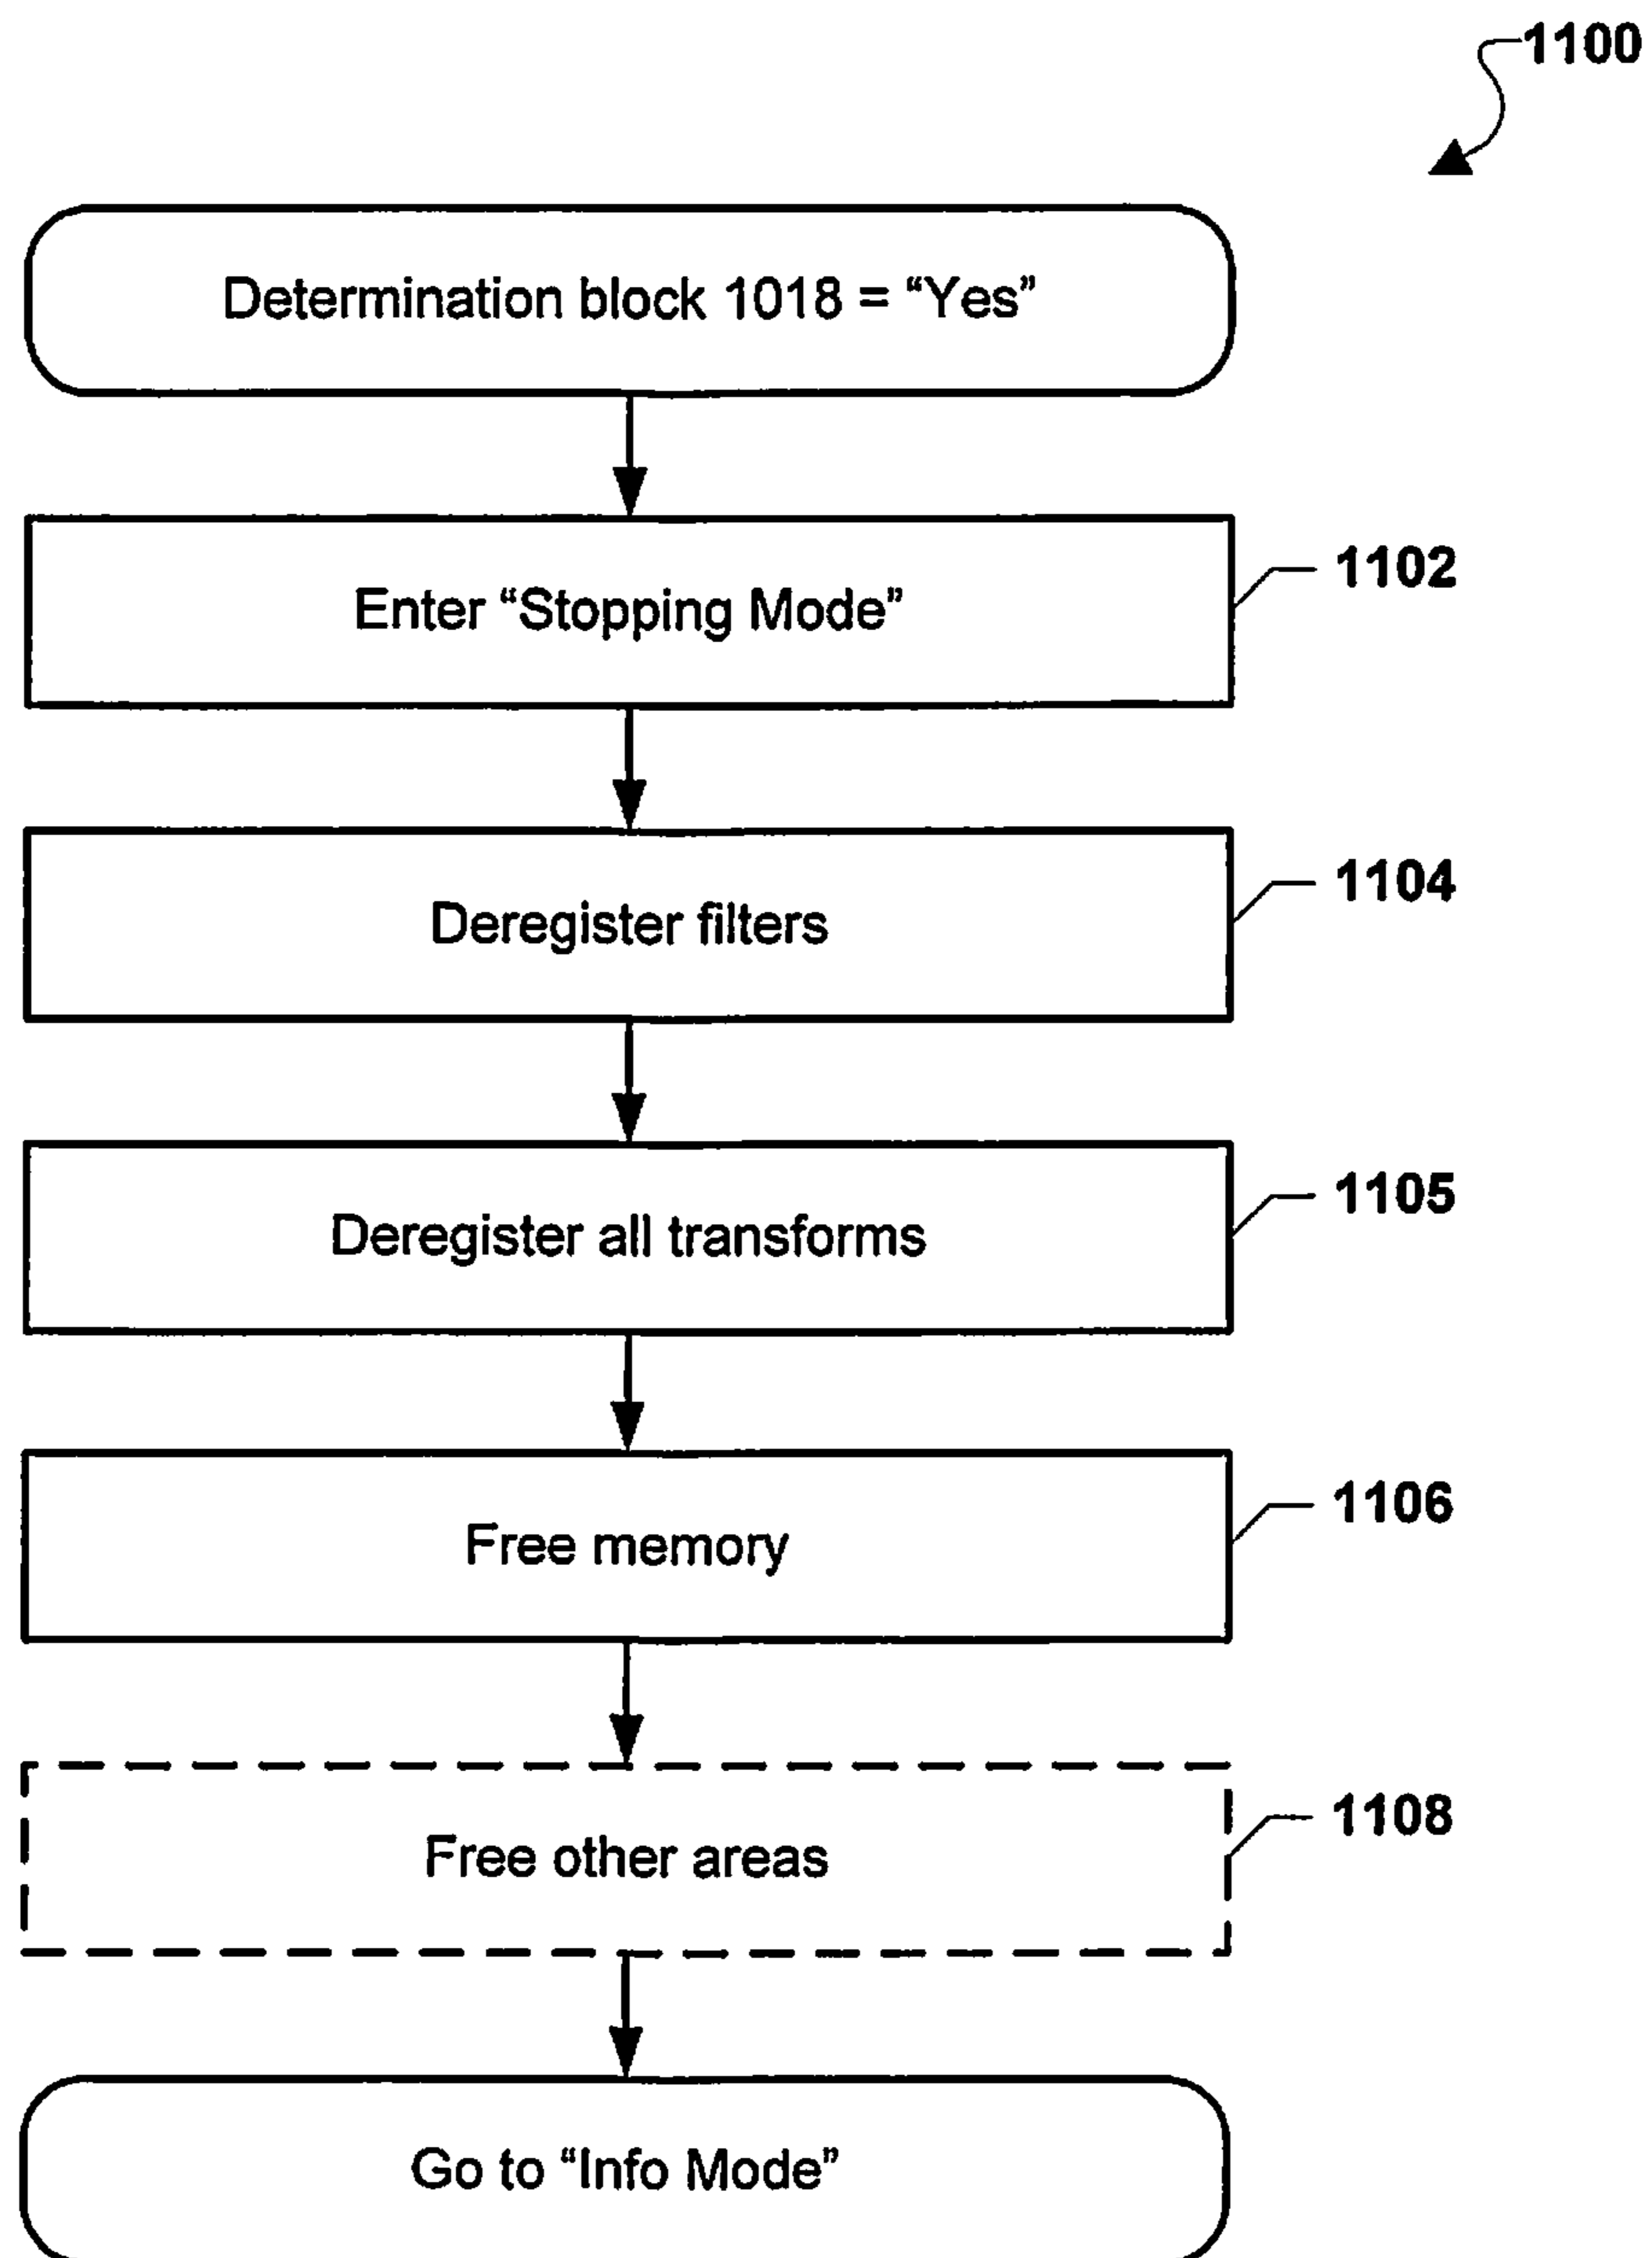 1100
Determination block 1018 = “Yes”
Enter “Stopping Mode”
1102
Deregister filters
1104
Deregister all transforms
1105
Free memory
1106
Free other areas
1108
Go to “Info Mode”